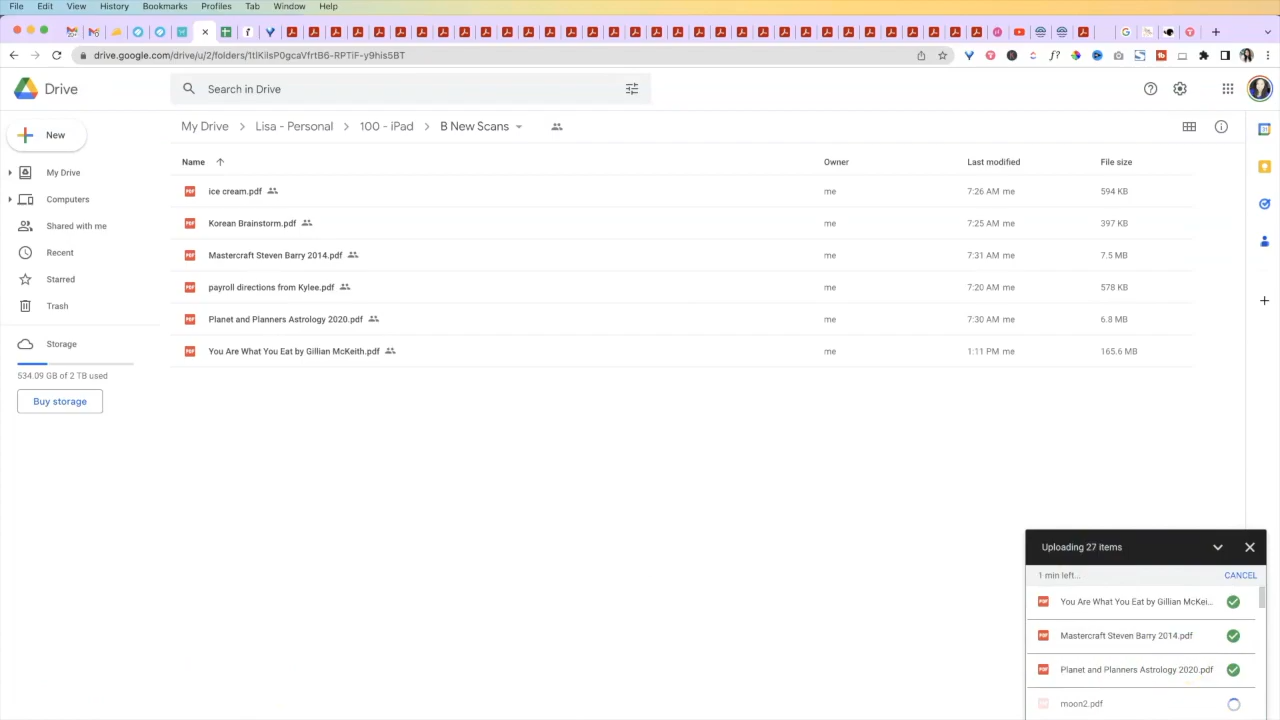 File Edit View History Bookmarks Profiles Tab Window Help
drive.google.com/drive/u/2/folders/1tIKilsP0gcaVfrtB6-RPTiF-y9his5BT
Drive
Search in Drive
New
My Drive
Computers
Shared with me
Recent
Starred
Trash
Storage
534.09 GB of 2 TB used
Buy storage
My Drive Lisa - Personal 100 - iPad B New Scans
Name Owner Last modified File size
ice cream.pdf me 7:26 AM me 594 KB
Korean Brainstorm.pdf me 7:25 AM me 397 KB
Mastercraft Steven Barry 2014.pdf me 7:31 AM me 7.5 MB
payroll directions from Kylee.pdf me 7:20 AM me 578 KB
Planet and Planners Astrology 2020.pdf me 7:30 AM me 6.8 MB
You Are What You Eat by Gillian McKeith.pdf me 1:11 PM me 165.6 MB
Uploading 27 items
1 min left... CANCEL
You Are What You Eat by Gillian McKei...
Mastercraft Steven Barry 2014.pdf
Planet and Planners Astrology 2020.pdf
moon2.pdf